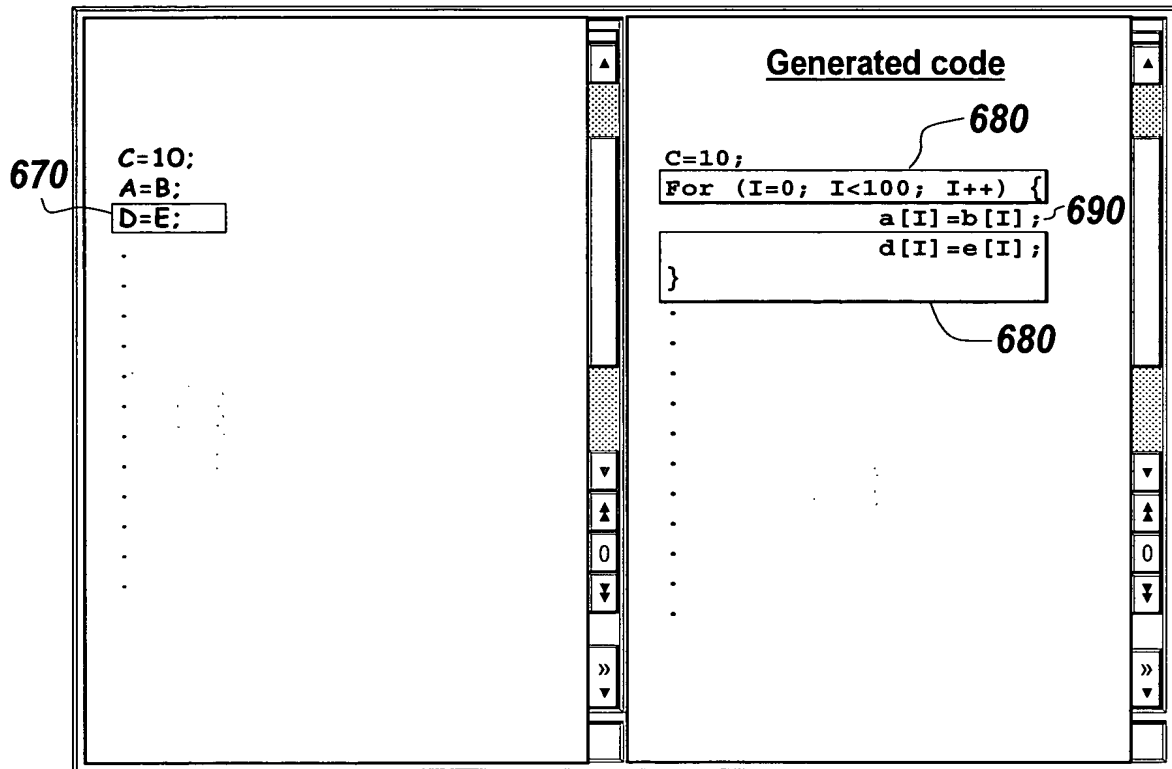 670
C=10;
A=B;
D=E;
Generated code
680
C=10;
For (I=0; I<100; I++) {
a[I]=b[I];
690
d[I]=e[I];
}
680
0
»
0
»